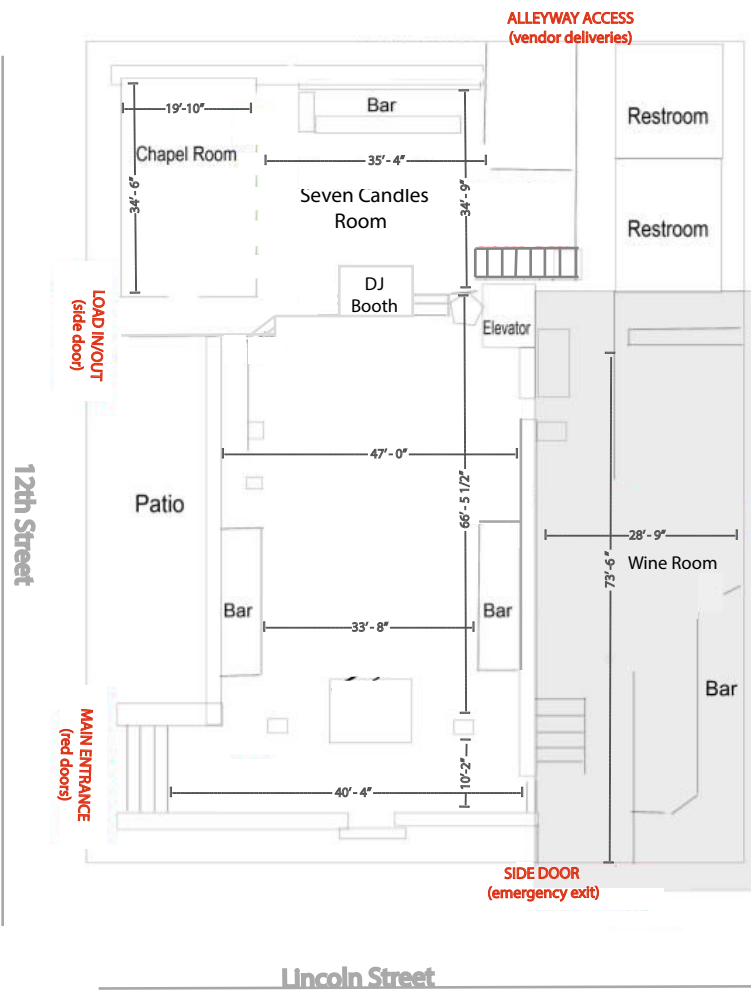 ALLEYWAY ACCESS
(vendor deliveries)
19'-10"
Bar
Restroom
Chapel Room
35'- 4"
34'- 6"
34'- 9"
Seven Candles
Room
Restroom
DJ
Booth
LOAD IN/OUT
(side door)
Elevator
47'- 0"
66'- 5 1/2"
12th Street
Patio
28'- 9"
Wine Room
73'-6"
Bar
Bar
33'- 8"
Bar
MAIN ENTRANCE
(red doors)
10'-2"
40'- 4"
SIDE DOOR
(emergency exit)
Lincoln Street